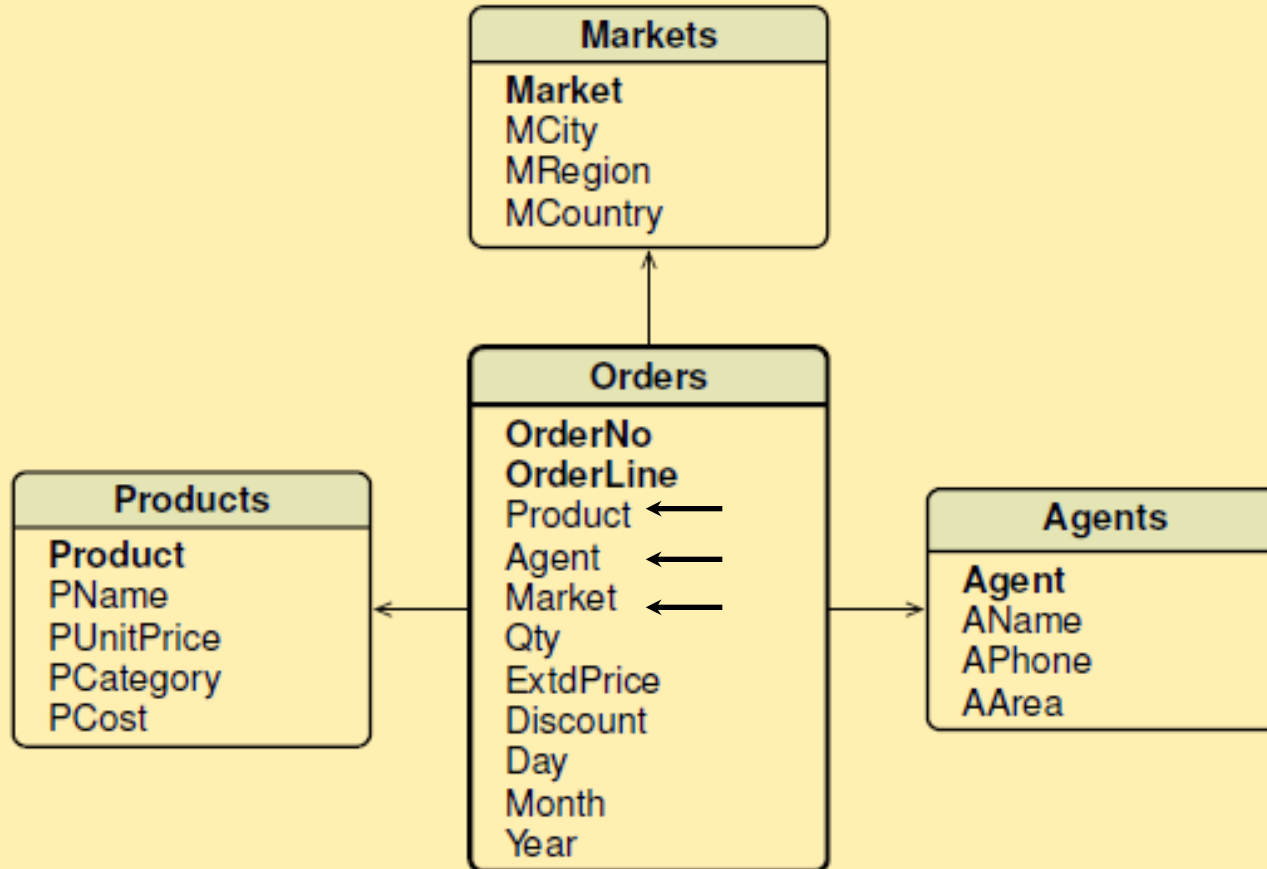 Markets
Market
MCity
MRegion
MCountry
Orders
OrderNo
OrderLine
Product
Agent
Market
Qty
ExtdPrice
Discount
Day
Month
Year
Products
Product
PName
PUnitPrice
PCategory
PCost
Agents
Agent
AName
APhone
AArea